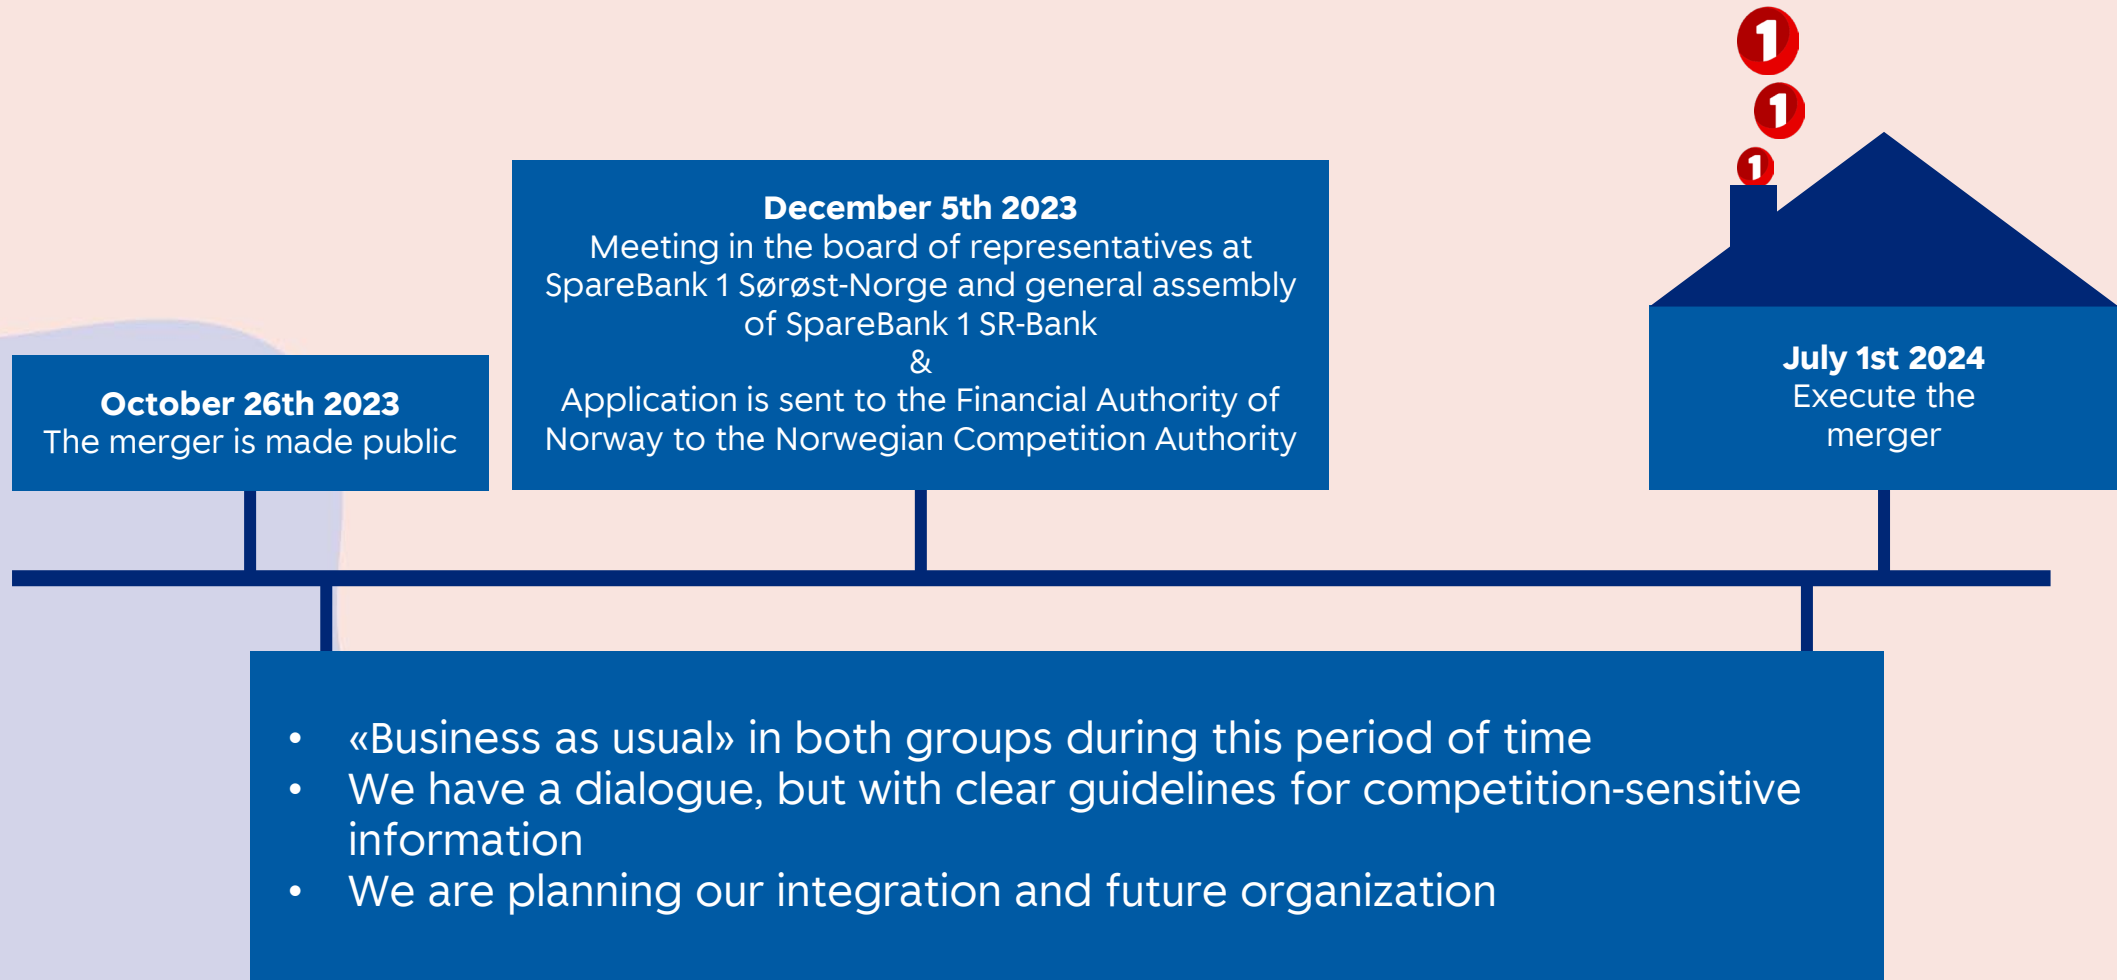 1
1
1
December 5th 2023
Meeting in the board of representatives at
SpareBank 1 Sørøst-Norge and general assembly
of SpareBank 1 SR-Bank
&
Application is sent to the Financial Authority of
Norway to the Norwegian Competition Authority
October 26th 2023
The merger is made public
July 1st 2024
Execute the
merger
• «Business as usual» in both groups during this period of time
• We have a dialogue, but with clear guidelines for competition-sensitive
information
• We are planning our integration and future organization